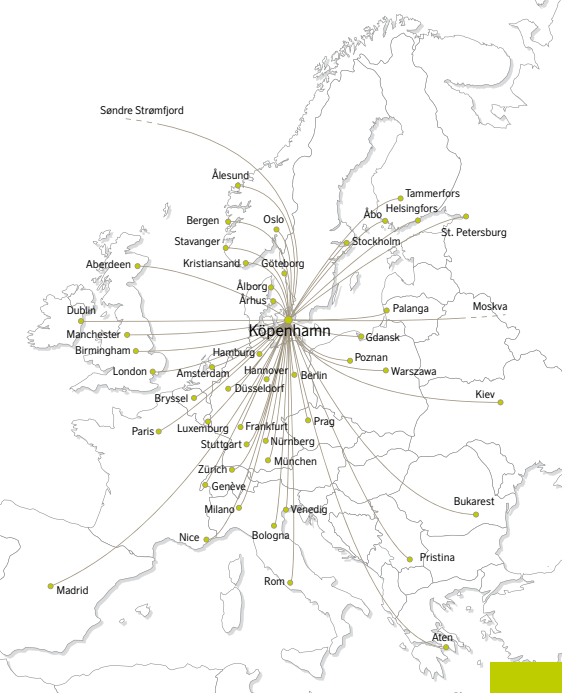 Søndre Strømfjord
Ålesund
Tammerfors
Helsingfors
Åbo
Bergen
Oslo
St. Petersburg
Stavanger
Stockholm
Kristiansand
Göteborg
Aberdeen
Ålborg
Århus
Dublin
Palanga
Moskva
Köpenhamn
Manchester
Gdansk
Birmingham
Hamburg
Poznan
London
Amsterdam
Hannover
Berlin
Warszawa
Düsseldorf
Bryssel
Kiev
Paris
Luxemburg
Frankfurt
Prag
Stuttgart
Nürnberg
München
Zürich
Genève
Milano
Venedig
Bukarest
Nice
Bologna
Pristina
Rom
Madrid
Aten